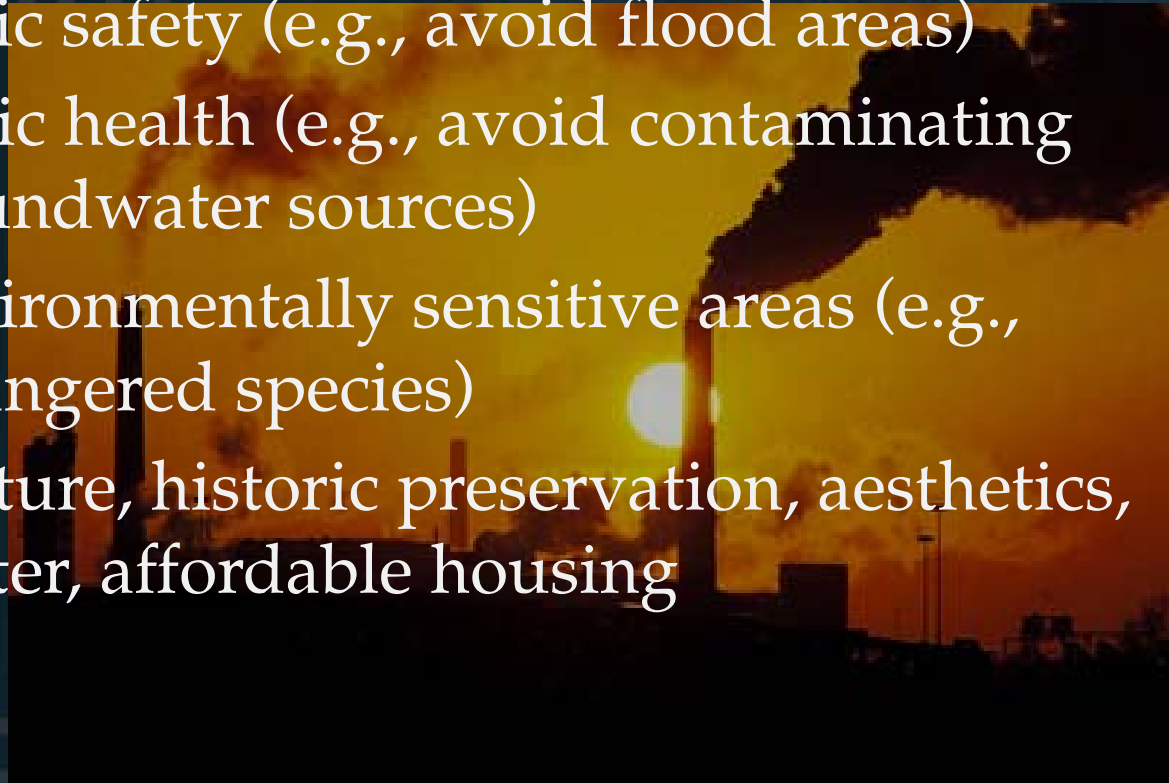 ic safety (e.g., avoid flood areas)
ic health (e.g., avoid contaminating
undwater sources)
ironmentally sensitive areas (e.g.,
ngered species)
ture, historic preservation, aesthetics,
ter, affordable housing